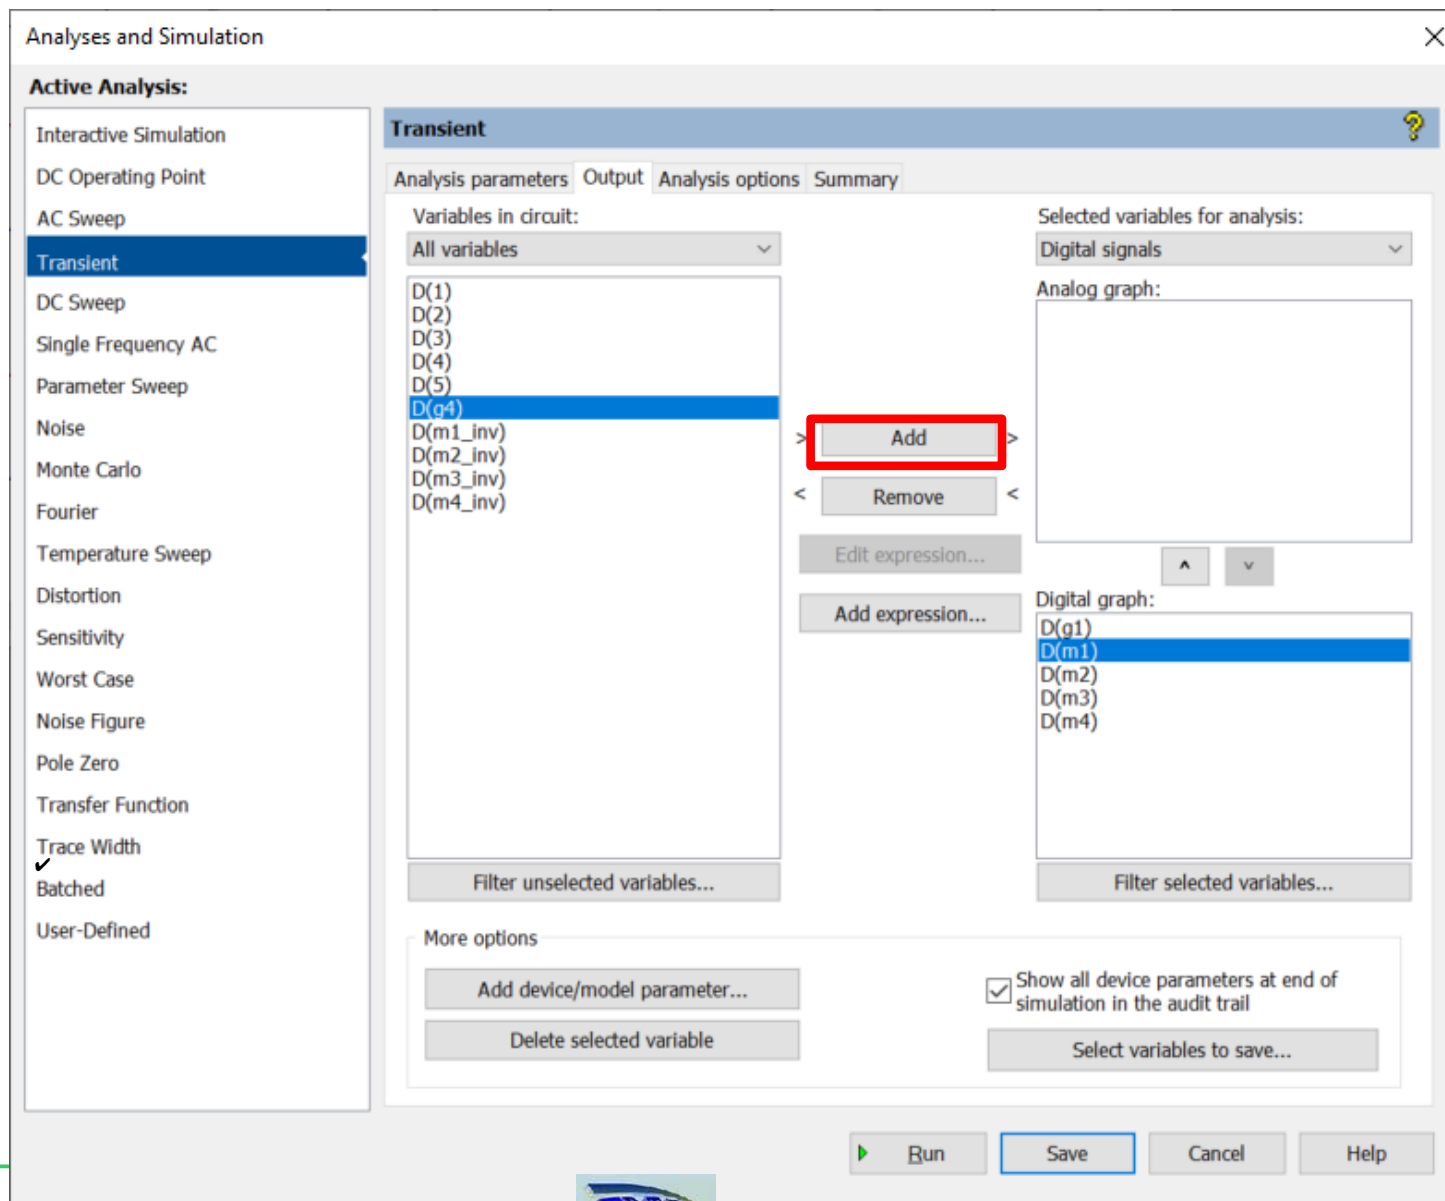 Analyses and Simulation
Active Analysis:
Interactive Simulation
DC Operating Point
AC Sweep
Transient
DC Sweep
Single Frequency AC
Parameter Sweep
Noise
Monte Carlo
Fourier
Temperature Sweep
Distortion
Sensitivity
Worst Case
Noise Figure
Pole Zero
Transfer Function
Trace Width
Batched
User-Defined
Transient
Analysis parameters Output Analysis options Summary
Variables in circuit:
All variables
D(1)
D(2)
D(3)
D(4)
D(5)
D(g4)
D(m1_inv)
D(m2_inv)
D(m3_inv)
D(m4_inv)
Filter unselected variables...
> Add >
< Remove <
Edit expression...
Add expression...
Selected variables for analysis:
Digital signals
Analog graph:
Digital graph:
D(g1)
D(m1)
D(m2)
D(m3)
D(m4)
Filter selected variables...
More options
Add device/model parameter...
Delete selected variable
Show all device parameters at end of
simulation in the audit trail
Select variables to save...
Run Save Cancel Help